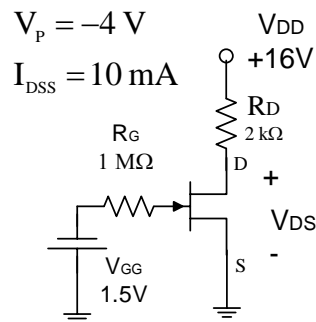 V_P = −4 V
I_DSS = 10 mA
VDD
+16V
RD
2 kΩ
RG
1 MΩ
D
+
VDS
-
S
VGG
1.5V